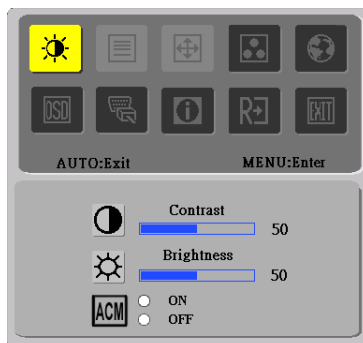 OSD i R EXIT
AUTO:Exit MENU:Enter
Contrast
50
Brightness
50
ACM ON
OFF